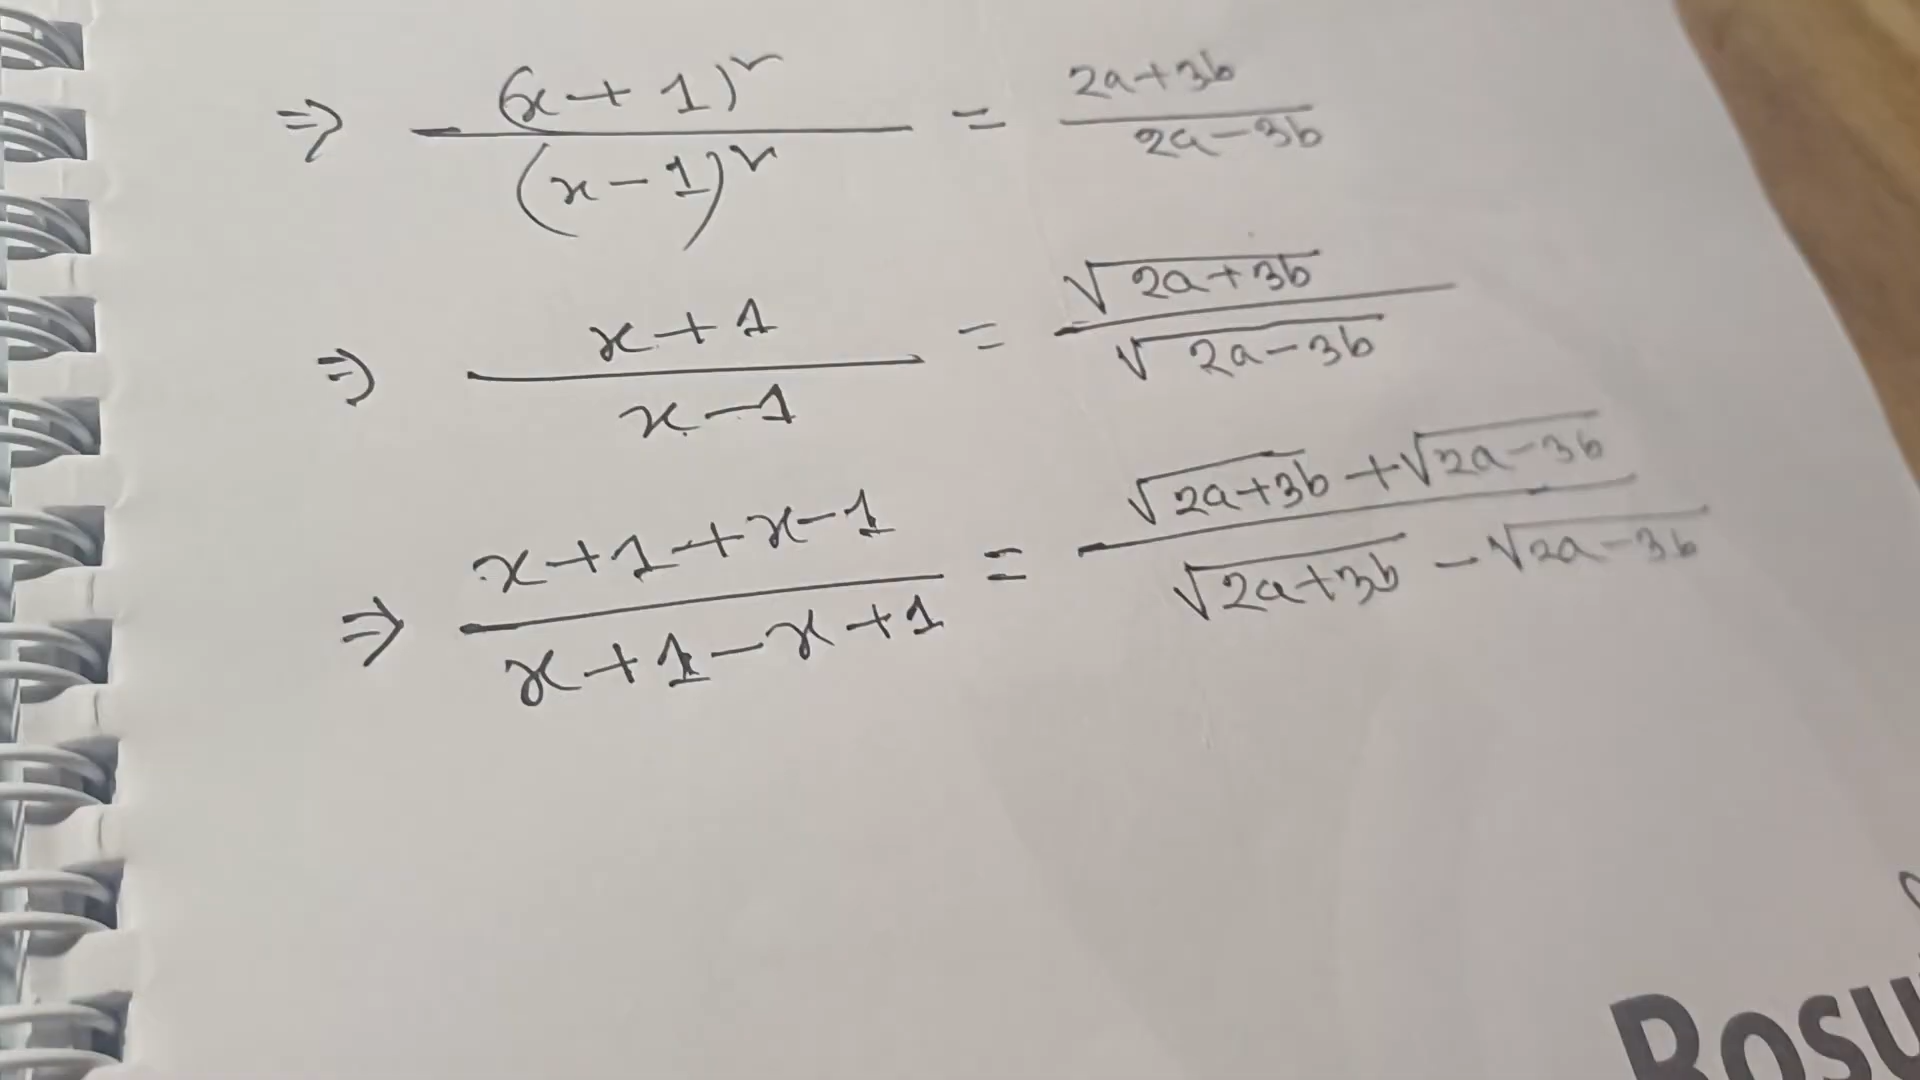 ⇒ (x+1)² / (x-1)² = 2a+3b / 2a-3b
⇒ x+1 / x-1 = √2a+3b / √2a-3b
⇒ x+1+x-1 / x+1-x+1 = √2a+3b + √2a-3b / √2a+3b - √2a-3b